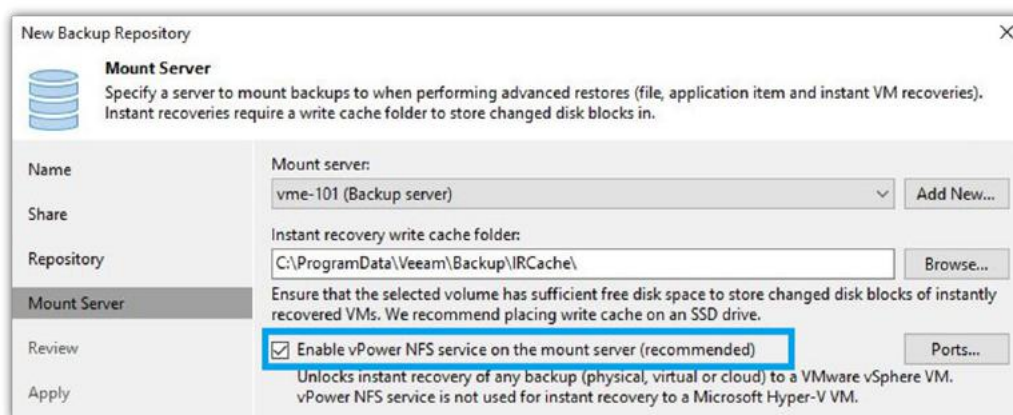 New Backup Repository
Mount Server
Specify a server to mount backups to when performing advanced restores (file, application item and instant VM recoveries).
Instant recoveries require a write cache folder to store changed disk blocks in.
Name
Share
Repository
Mount Server
Review
Apply
Mount server:
vme-101 (Backup server)
Add New...
Instant recovery write cache folder:
C:\ProgramData\Veeam\Backup\IRCache\
Browse...
Ensure that the selected volume has sufficient free disk space to store changed disk blocks of instantly
recovered VMs. We recommend placing write cache on an SSD drive.
Enable vPower NFS service on the mount server (recommended)
Ports...
Unlocks instant recovery of any backup (physical, virtual or cloud) to a VMware vSphere VM.
vPower NFS service is not used for instant recovery to a Microsoft Hyper-V VM.